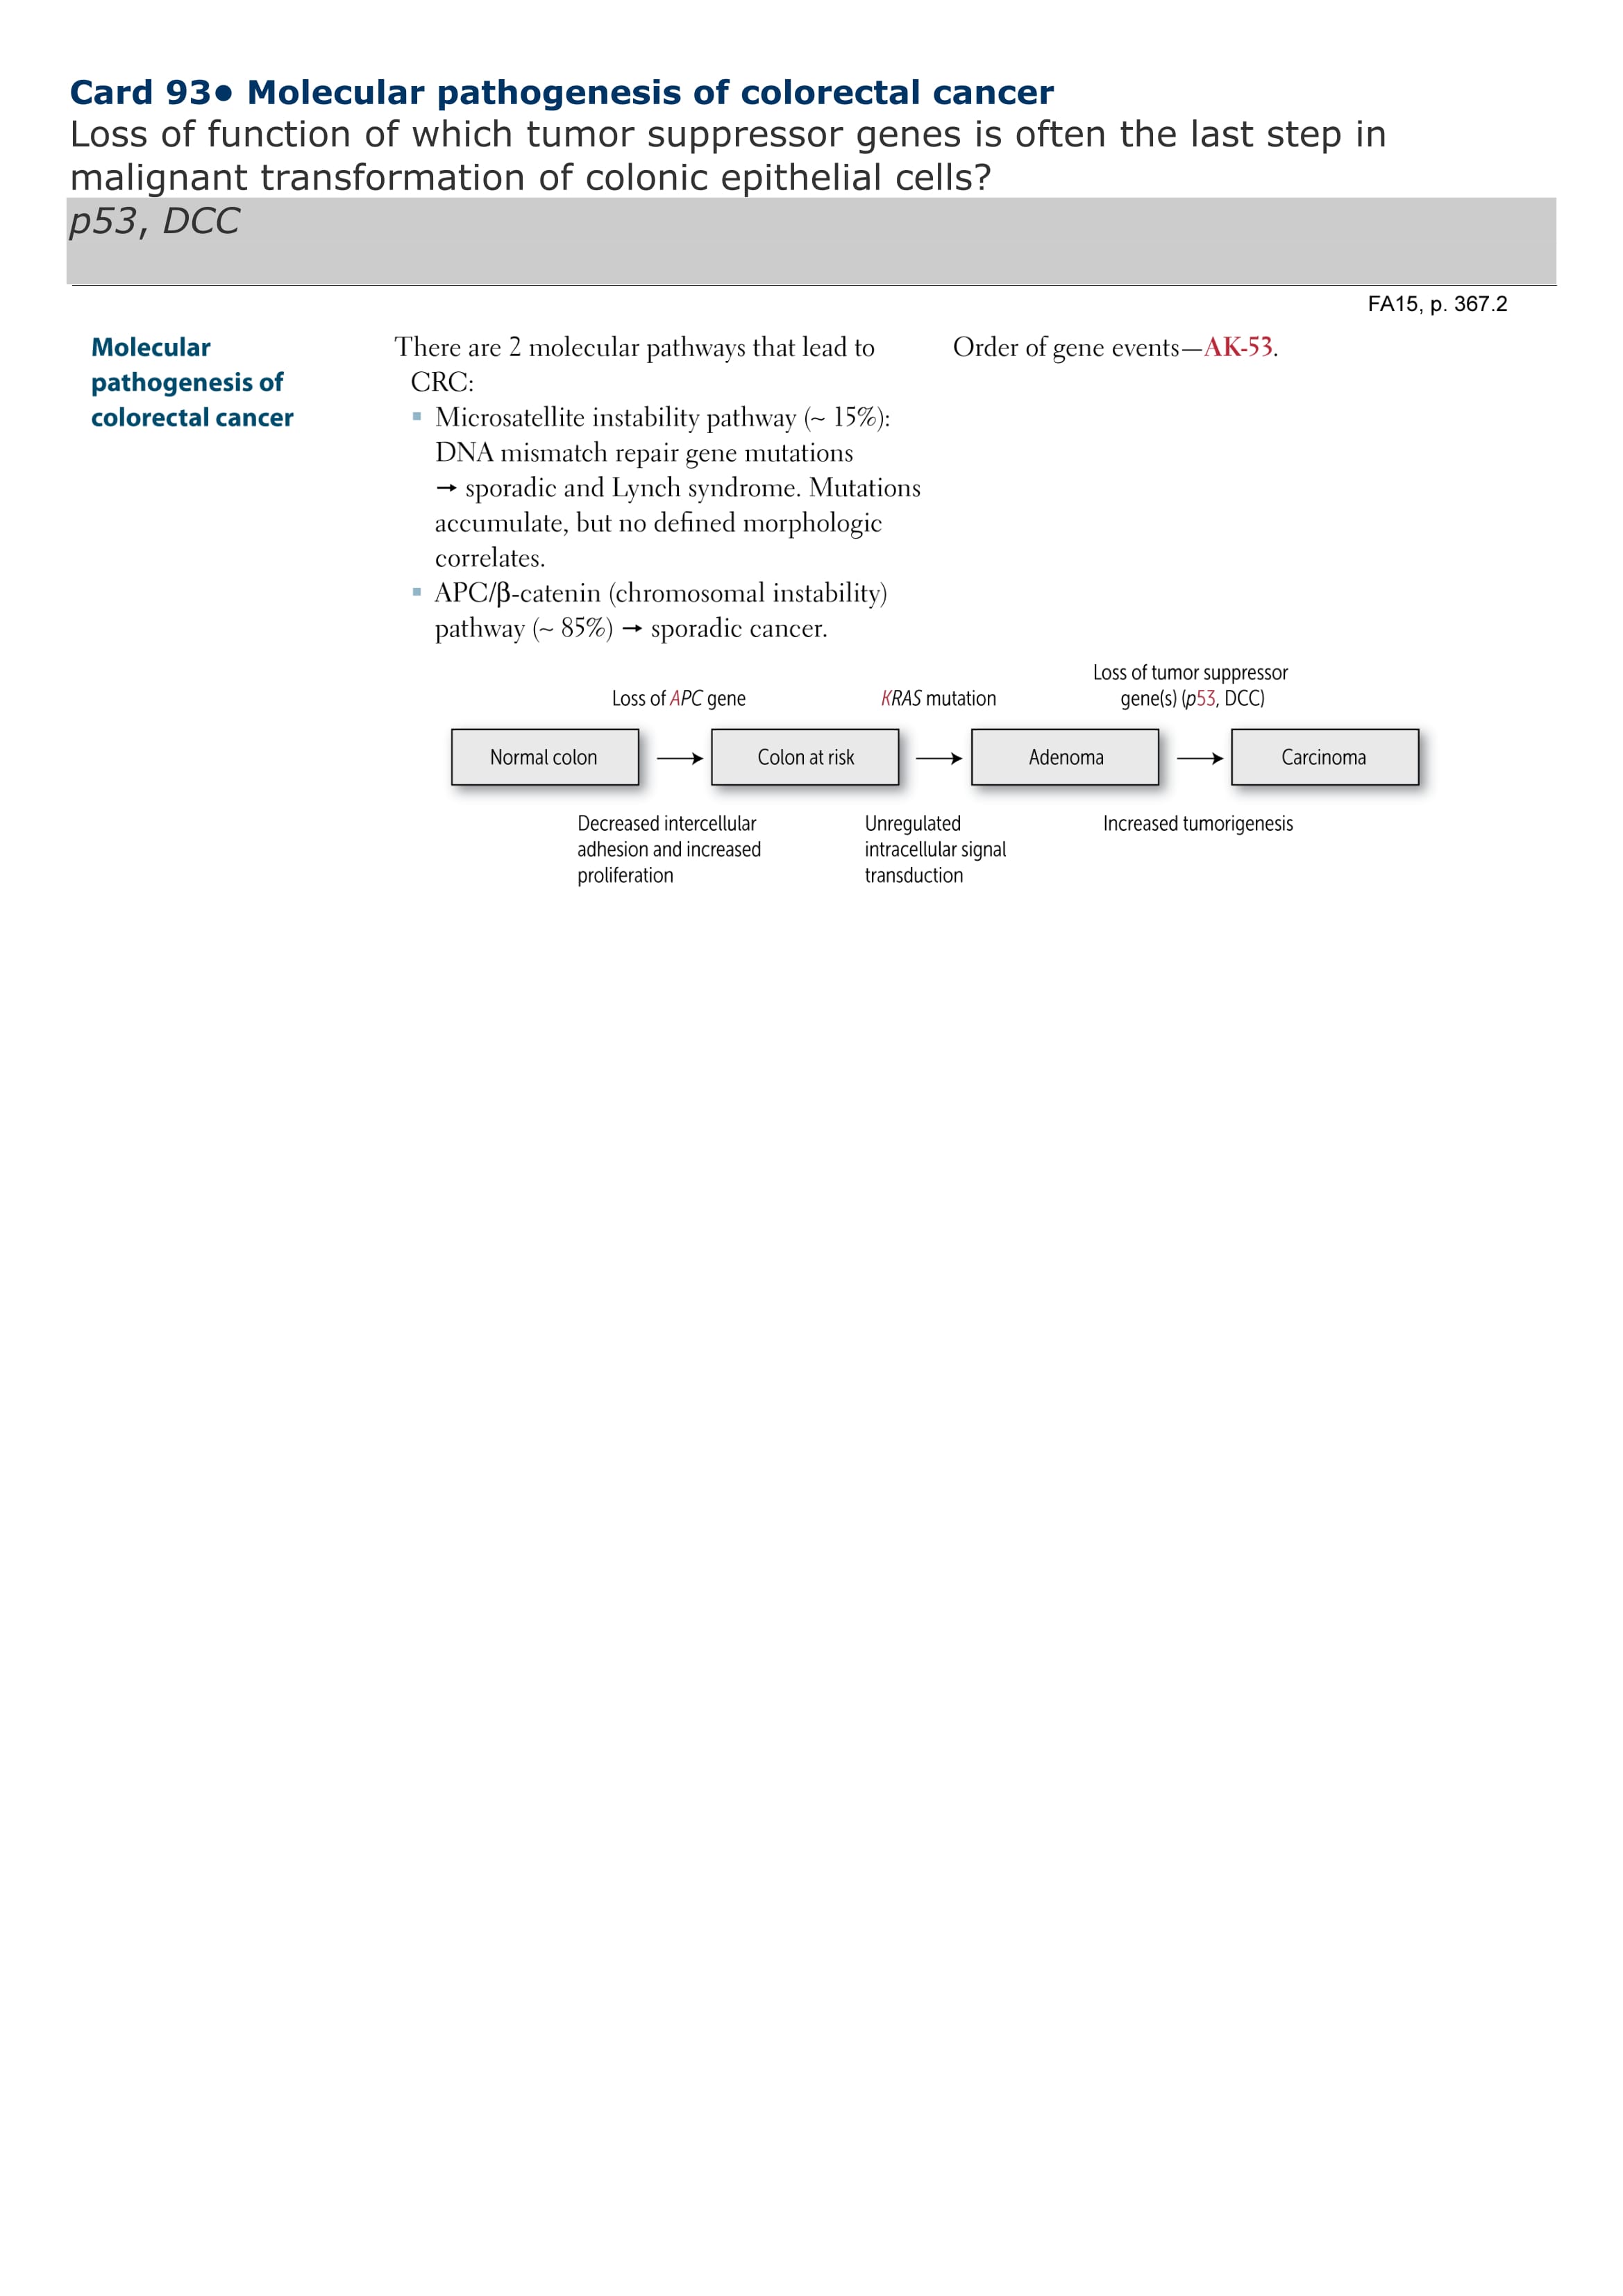 Card 93● Molecular pathogenesis of colorectal cancer
Loss of function of which tumor suppressor genes is often the last step in
malignant transformation of colonic epithelial cells?
p53, DCC
FA15, p. 367.2
Molecular
pathogenesis of
colorectal cancer
There are 2 molecular pathways that lead to
CRC:
▪ Microsatellite instability pathway (~ 15%):
DNA mismatch repair gene mutations
→ sporadic and Lynch syndrome. Mutations
accumulate, but no defined morphologic
correlates.
▪ APC/β-catenin (chromosomal instability)
pathway (~ 85%) → sporadic cancer.
Order of gene events—AK-53.
Loss of APC gene
KRAS mutation
Loss of tumor suppressor
gene(s) (p53, DCC)
Normal colon
Colon at risk
Adenoma
Carcinoma
Decreased intercellular
adhesion and increased
proliferation
Unregulated
intracellular signal
transduction
Increased tumorigenesis